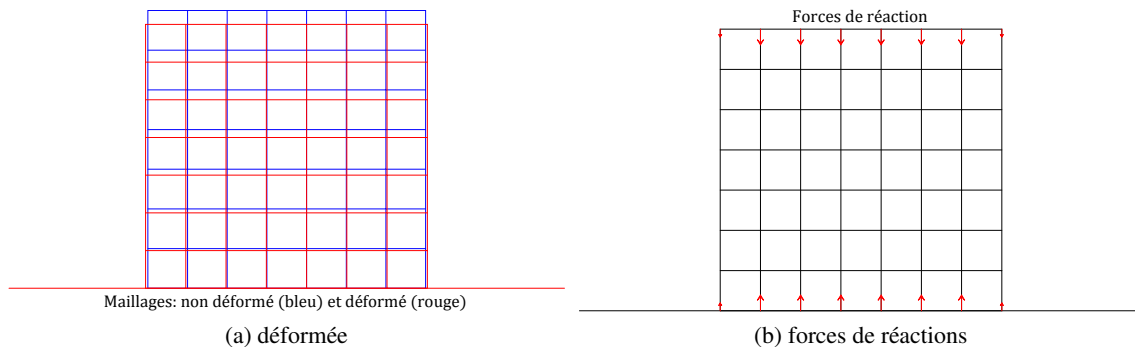 Forces de réaction
Maillages: non déformé (bleu) et déformé (rouge)
(a) déformée
(b) forces de réactions